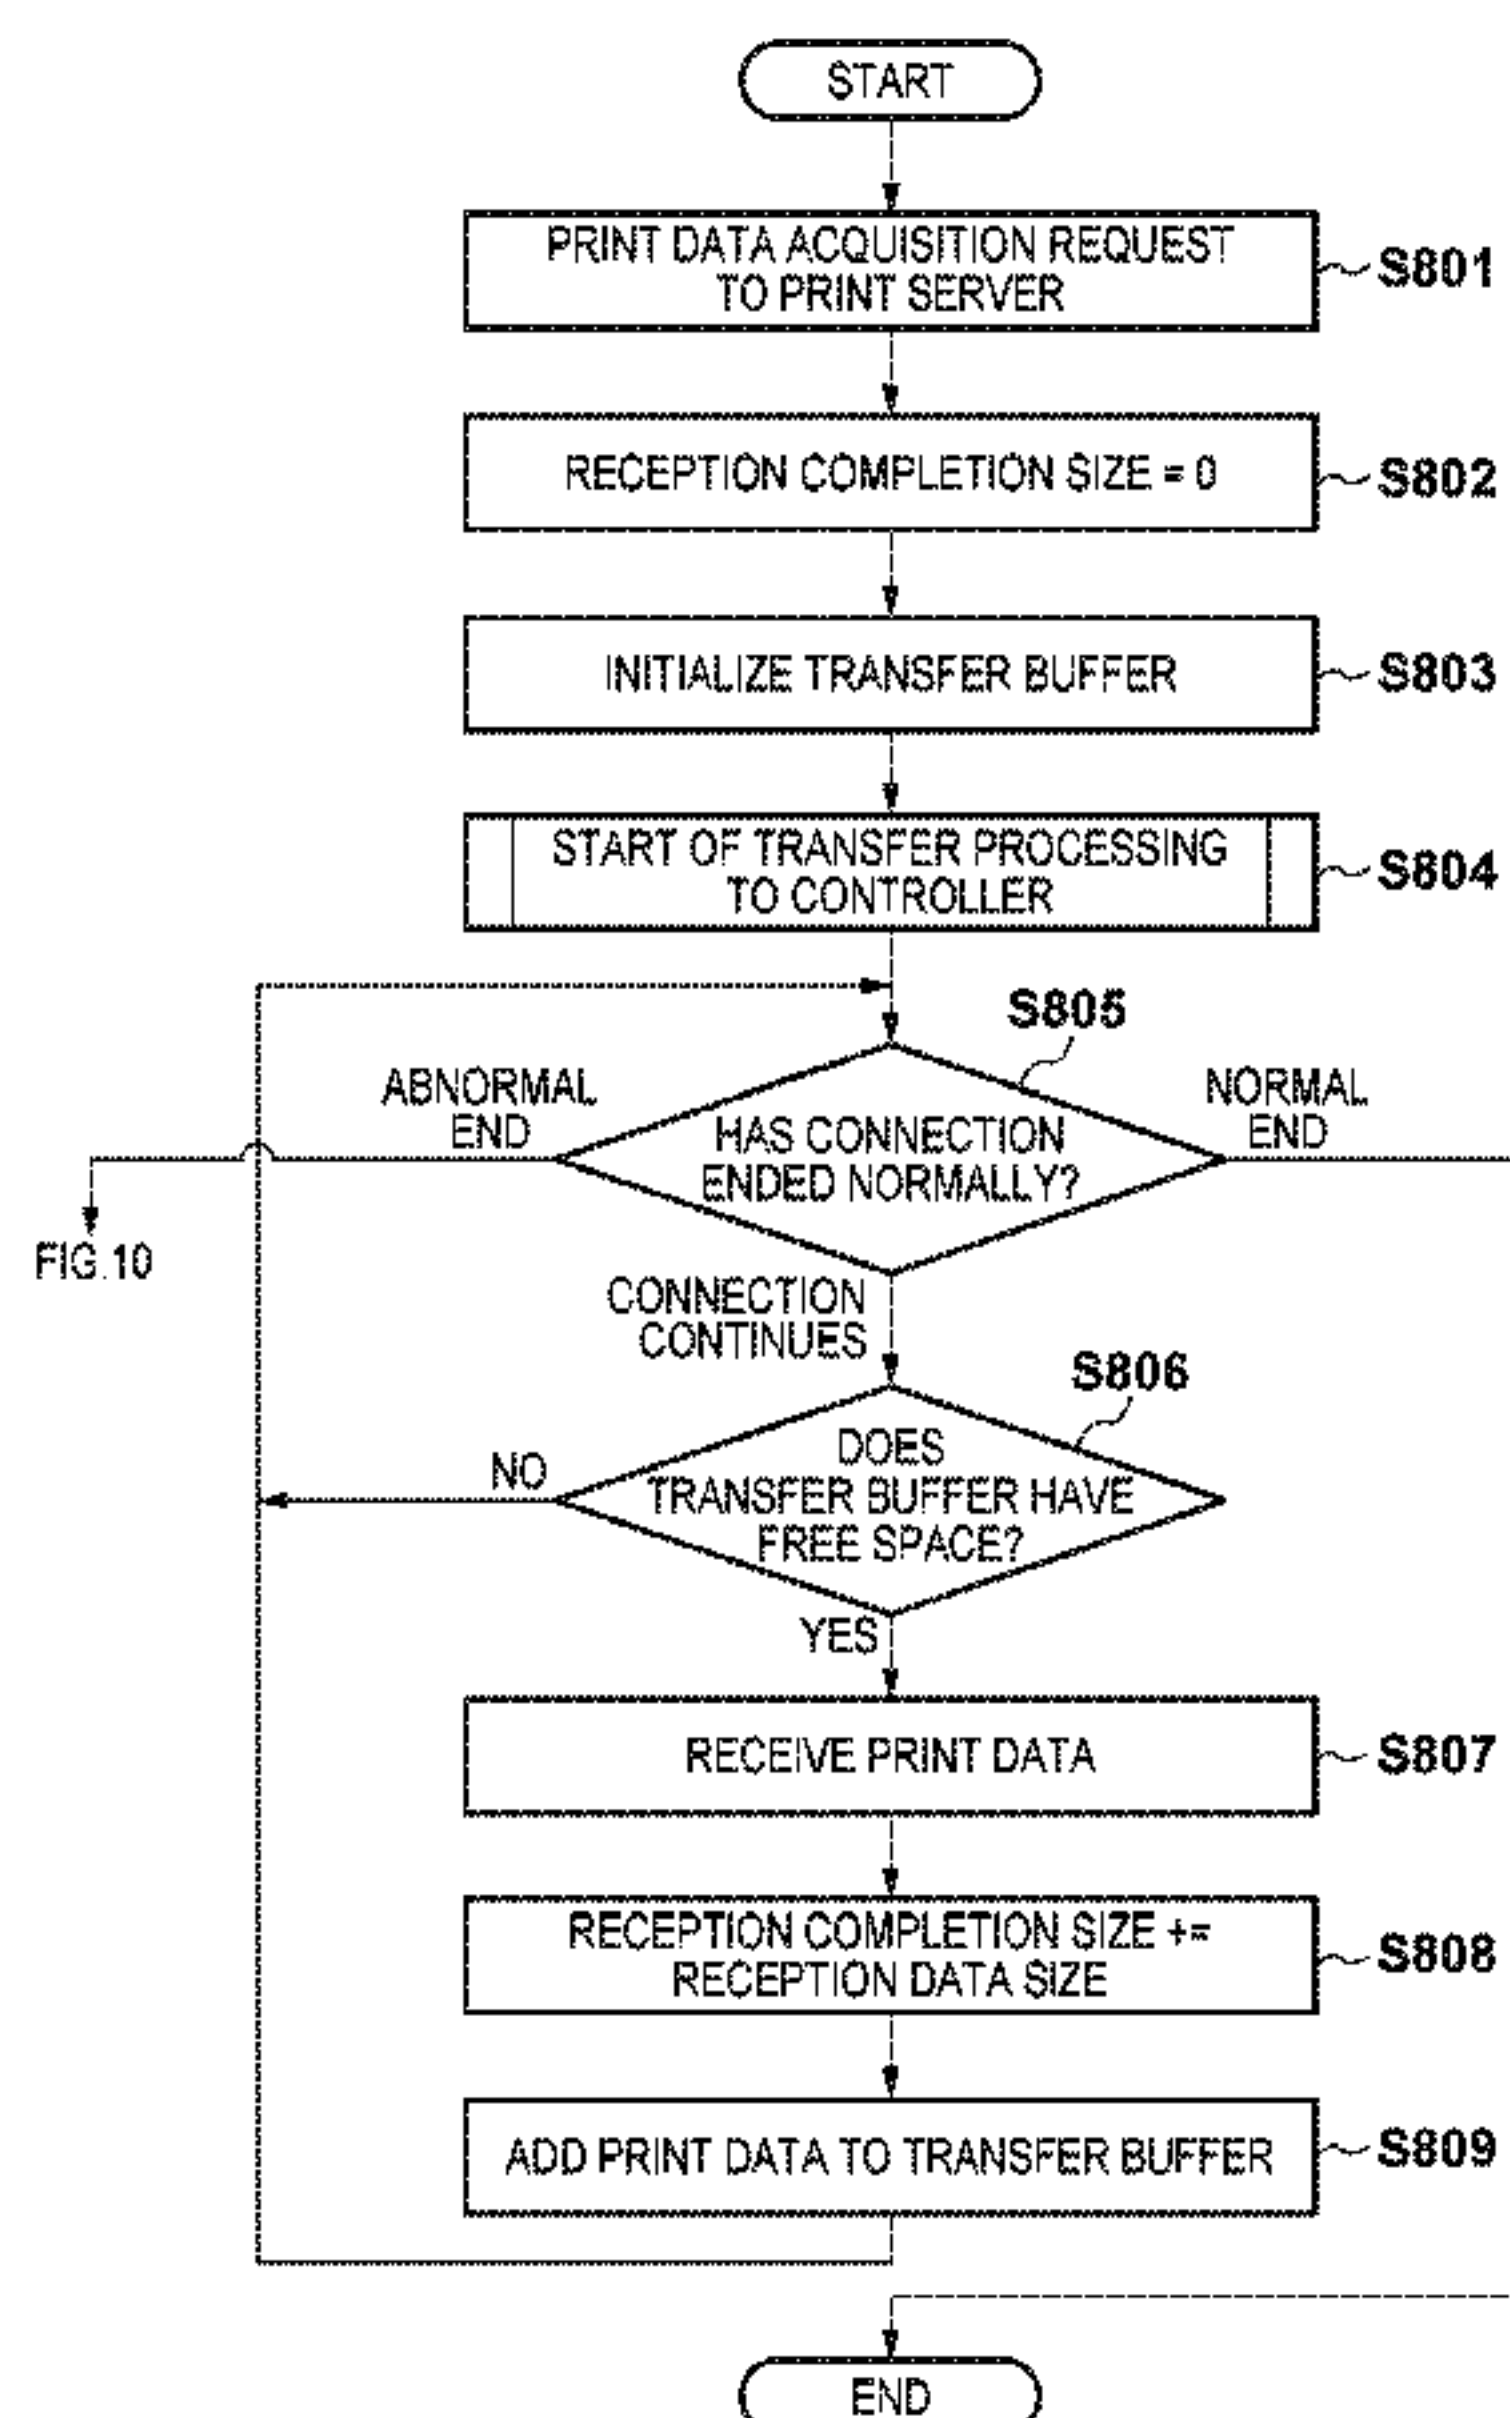 START
PRINT DATA ACQUISITION REQUEST
TO PRINT SERVER
S801
RECEPTION COMPLETION SIZE = 0
S802
INITIALIZE TRANSFER BUFFER
S803
START OF TRANSFER PROCESSING
TO CONTROLLER
S804
S805
ABNORMAL
END
HAS CONNECTION
ENDED NORMALLY?
NORMAL
END
FIG.10
CONNECTION
CONTINUES
S806
NO
DOES
TRANSFER BUFFER HAVE
FREE SPACE?
YES
RECEIVE PRINT DATA
S807
RECEPTION COMPLETION SIZE +=
RECEPTION DATA SIZE
S808
ADD PRINT DATA TO TRANSFER BUFFER
S809
END